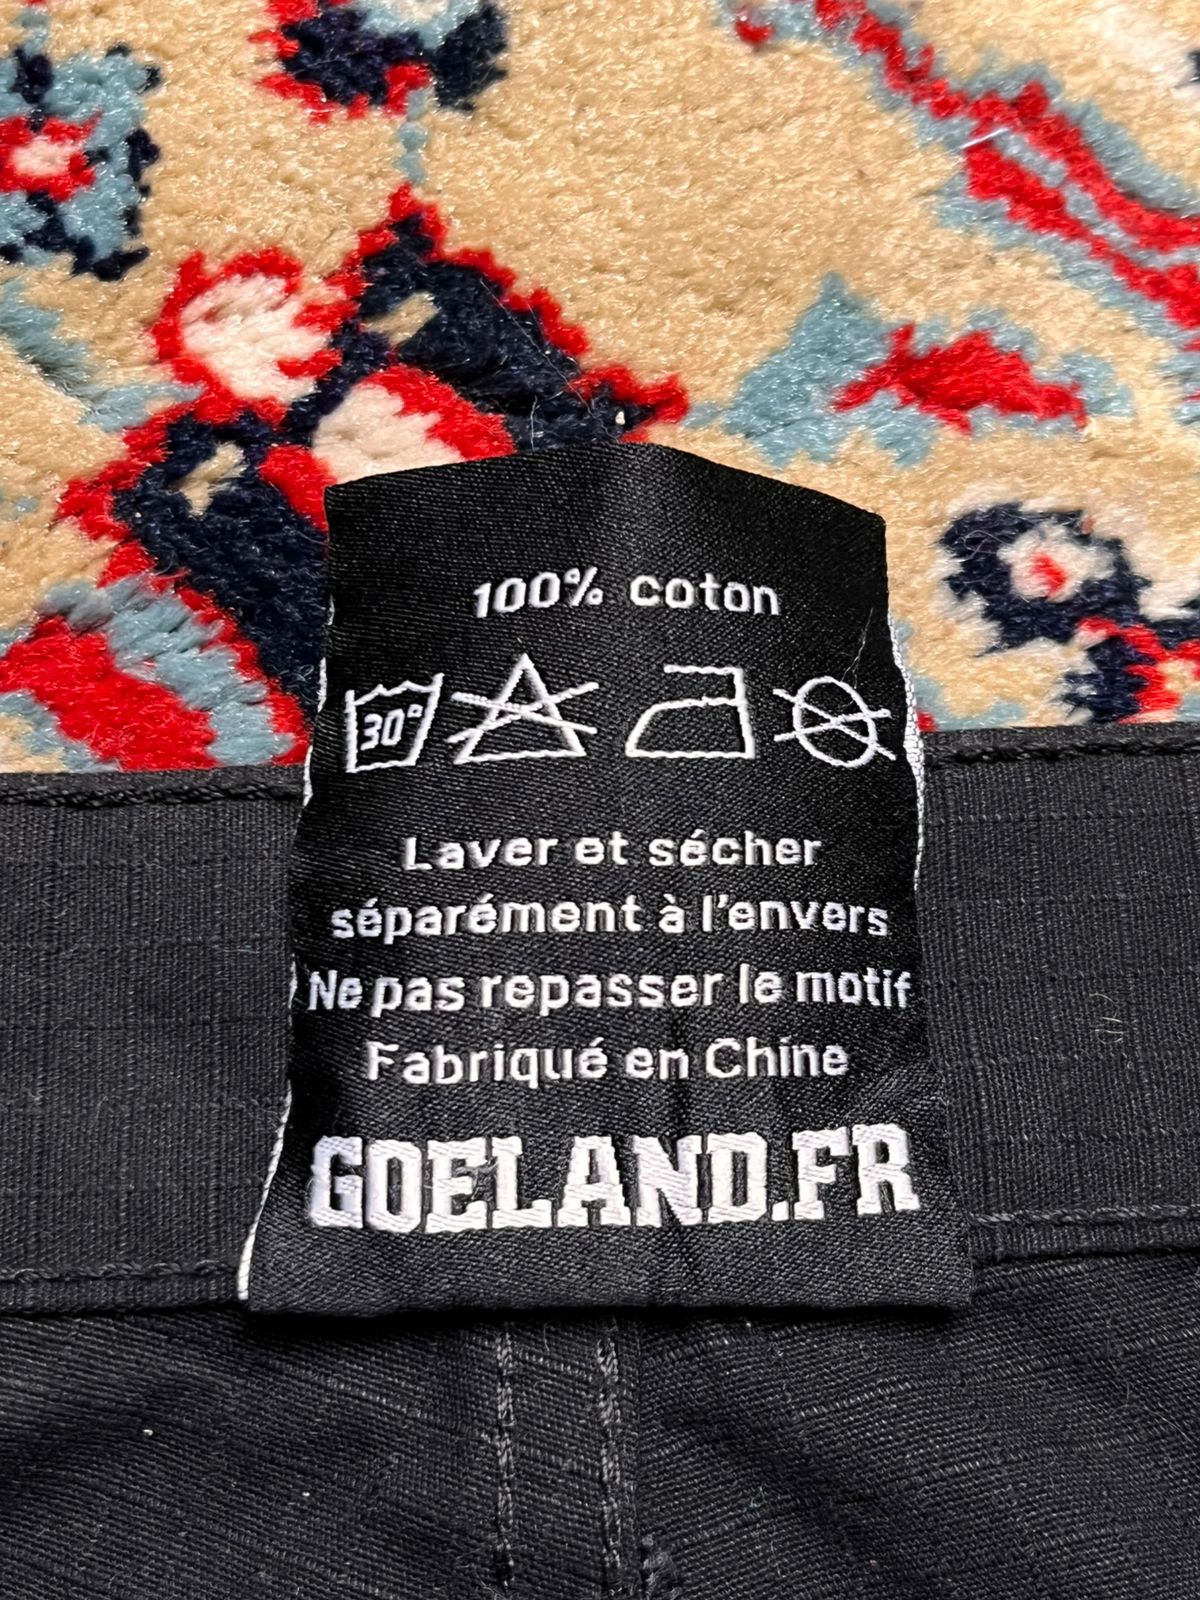 100% coton
30°
Laver et sécher
séparément à l'envers
Ne pas repasser le motif
Fabriqué en Chine
GOELAND.FR